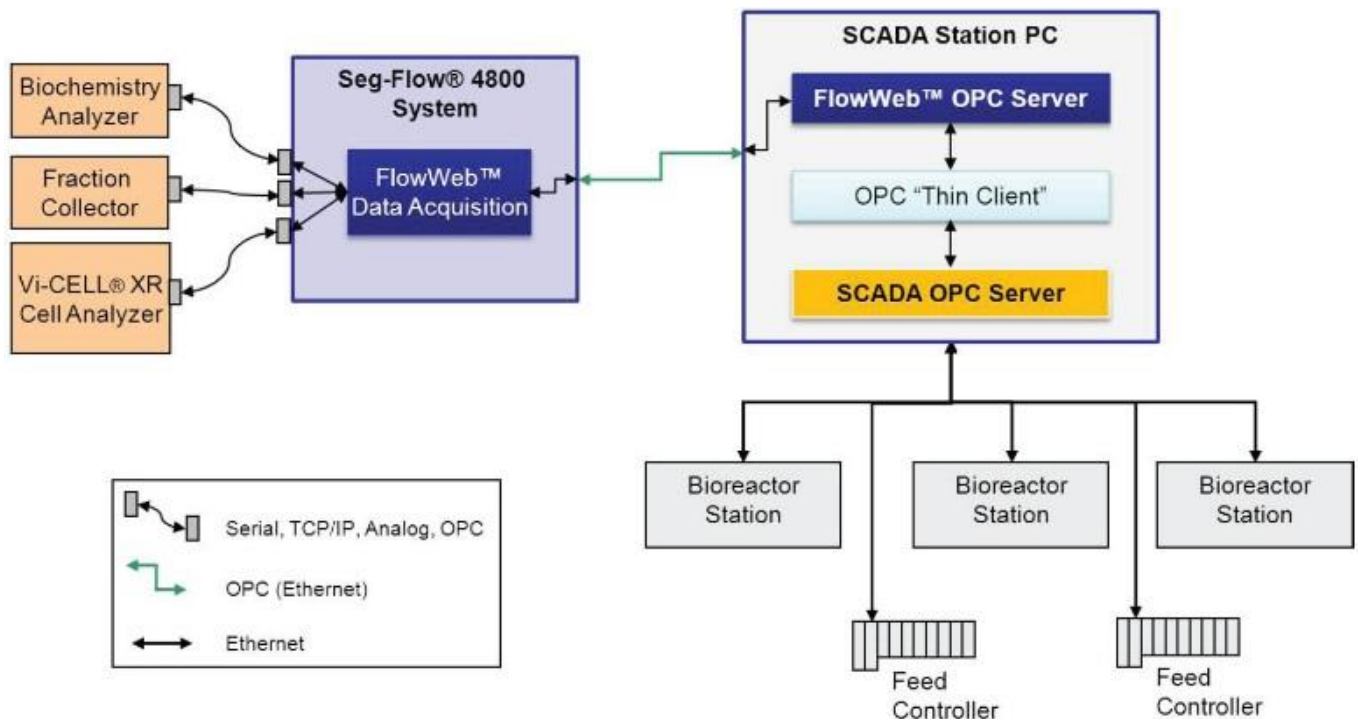 SCADA Station PC
Seg-Flow® 4800
System
Biochemistry
Analyzer
Fraction
Collector
Vi-CELL® XR
Cell Analyzer
FlowWeb™
Data Acquisition
FlowWeb™ OPC Server
OPC “Thin Client”
SCADA OPC Server
Bioreactor
Station
Bioreactor
Station
Bioreactor
Station
Feed
Controller
Feed
Controller
Serial, TCP/IP, Analog, OPC
OPC (Ethernet)
Ethernet